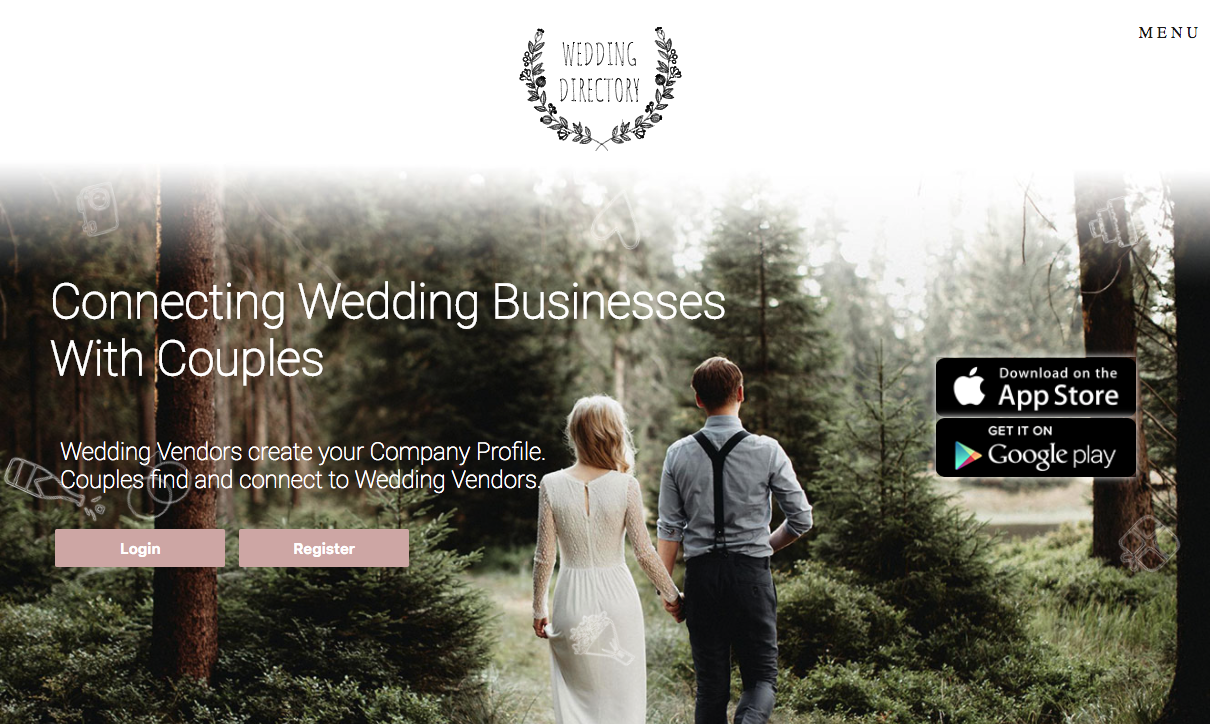 WEDDING
DIRECTORY
MENU
Connecting Wedding Businesses
With Couples
Download on the
App Store
GET IT ON
Google play
Wedding Vendors create your Company Profile.
Couples find and connect to Wedding Vendors.
Login
Register